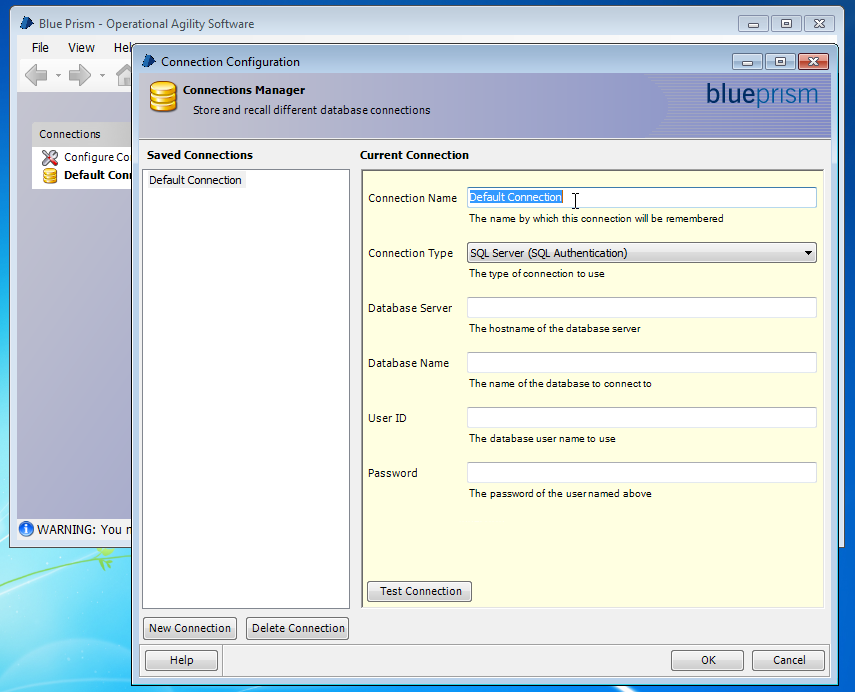 Blue Prism - Operational Agility Software
File View Hel
Connection Configuration
Connections Manager
Store and recall different database connections
blueprism
Connections
Configure Co
Default Conn
Saved Connections
Default Connection
Current Connection
Connection Name Default Connection
The name by which this connection will be remembered
Connection Type SQL Server (SQL Authentication)
The type of connection to use
Database Server
The hostname of the database server
Database Name
The name of the database to connect to
User ID
The database user name to use
Password
The password of the user named above
Test Connection
WARNING: You n
New Connection Delete Connection
Help OK Cancel